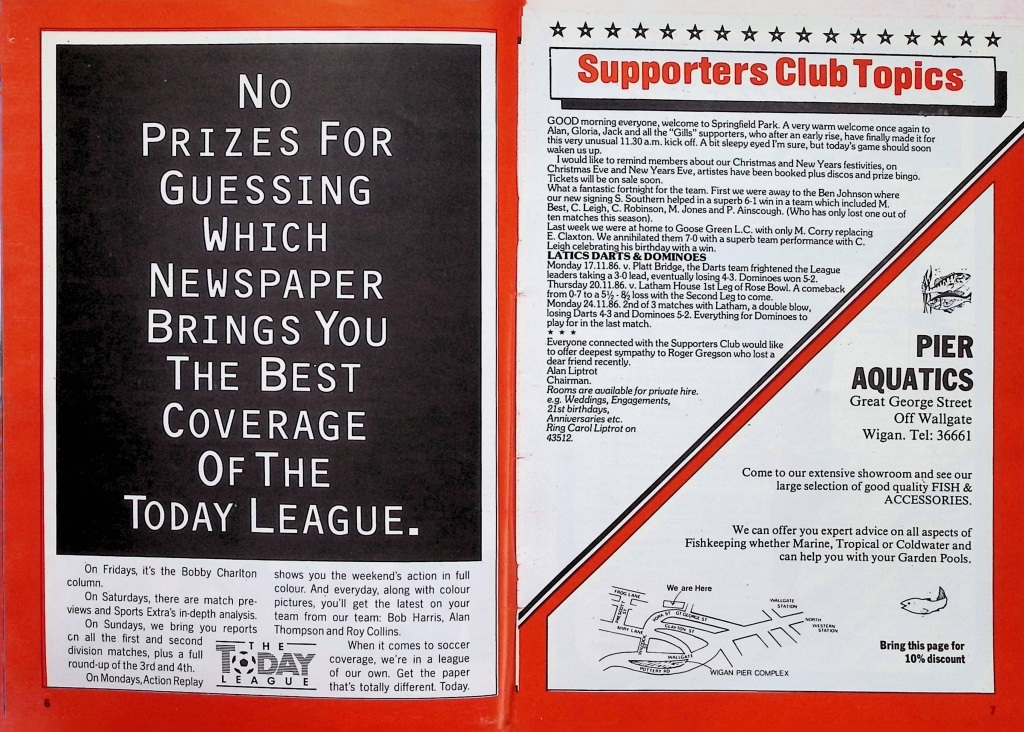 NO
PRIZES FOR
GUESSING
WHICH
NEWSPAPER
BRINGS YOU
THE BEST
COVERAGE
OF THE
TODAY LEAGUE.
On Fridays, it's the Bobby Charlton
column.
On Saturdays, there are match pre-
views and Sports Extra's in-depth analysis.
On Sundays, we bring you reports
on all the first and second
division matches, plus a full
round-up of the 3rd and 4th.
On Mondays, Action Replay
shows you the weekend's action in full
colour. And everyday, along with colour
pictures, you'll get the latest on your
team from our team: Bob Harris, Alan
Thompson and Roy Collins.
When it comes to soccer
coverage, we're in a league
of our own. Get the paper
that's totally different. Today.
THE
TODAY
LEAGUE
6
Supporters Club Topics
GOOD morning everyone, welcome to Springfield Park. A very warm welcome once again to
Alan, Gloria, Jack and all the "Gills" supporters, who after an early rise, have finally made it for
this very unusual 11.30 a.m. kick off. A bit sleepy eyed I'm sure, but today's game should soon
waken us up.
I would like to remind members about our Christmas and New Years festivities, on
Christmas Eve and New Years Eve, artistes have been booked plus discos and prize bingo.
Tickets will be on sale soon.
What a fantastic fortnight for the team. First we were away to the Ben Johnson where
our new signing S. Southern helped in a superb 6-1 win in a team which included M.
Best, C. Leigh, C. Robinson, M. Jones and P. Ainscough. (Who has only lost one out of
ten matches this season).
Last week we were at home to Goose Green L.C. with only M. Corry replacing
E. Claxton. We annihilated them 7-0 with a superb team performance with C.
Leigh celebrating his birthday with a win.
LATICS DARTS & DOMINOES
Monday 17.11.86. v. Platt Bridge, the Darts team frightened the League
leaders taking a 3-0 lead, eventually losing 4-3. Dominoes won 5-2.
Thursday 20.11.86. v. Latham House 1st Leg of Rose Bowl. A comeback
from 0-7 to a 5½ - 8½ loss with the Second Leg to come.
Monday 24.11.86. 2nd of 3 matches with Latham, a double blow,
losing Darts 4-3 and Dominoes 5-2. Everything for Dominoes to
play for in the last match.
* * *
Everyone connected with the Supporters Club would like
to offer deepest sympathy to Roger Gregson who lost a
dear friend recently.
Alan Liptrot
Chairman.
Rooms are available for private hire.
e.g. Weddings, Engagements,
21st birthdays,
Anniversaries etc.
Ring Carol Liptrot on
43512.
PIER
AQUATICS
Great George Street
Off Wallgate
Wigan. Tel: 36661
Come to our extensive showroom and see our
large selection of good quality FISH &
ACCESSORIES.
We can offer you expert advice on all aspects of
Fishkeeping whether Marine, Tropical or Coldwater and
can help you with your Garden Pools.
We are Here
FROG LANE
YORK ST
GT GEORGE ST
CLAYTON ST
MIRY LANE
WALLGATE
POTTERY RD
WALLGATE
STATION
NORTH
WESTERN
STATION
WIGAN PIER COMPLEX
Bring this page for
10% discount
7